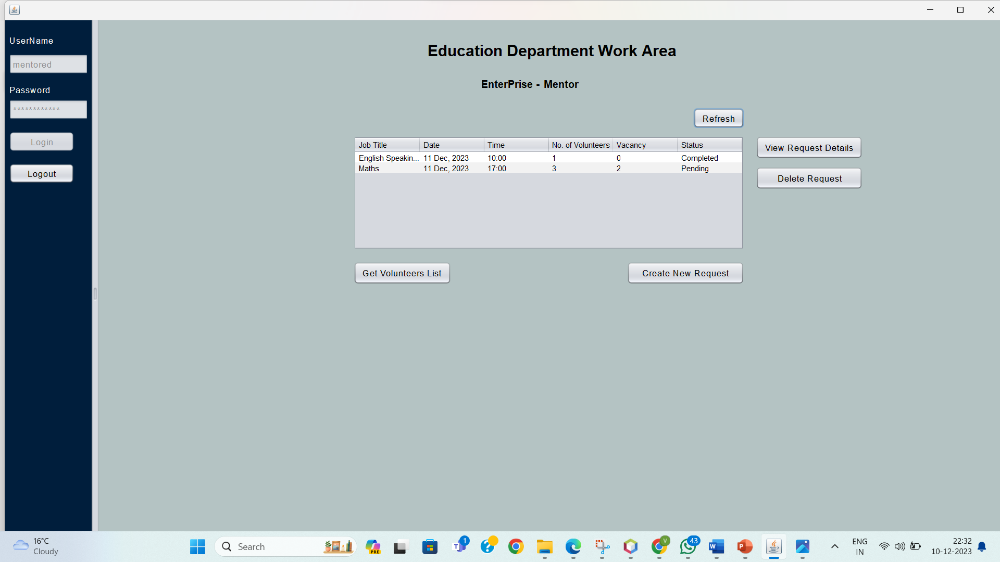 UserName
mentored
Password
************
Login
Logout
Education Department Work Area
EnterPrise - Mentor
Refresh
Job Title Date Time No. of Volunteers Vacancy Status
English Speakin... 11 Dec, 2023 10:00 1 0 Completed
Maths 11 Dec, 2023 17:00 3 2 Pending
View Request Details
Delete Request
Get Volunteers List Create New Request
16°C
Cloudy
Search
PRE
T
1
?
V
43
W
P
ENG
IN
22:32
10-12-2023